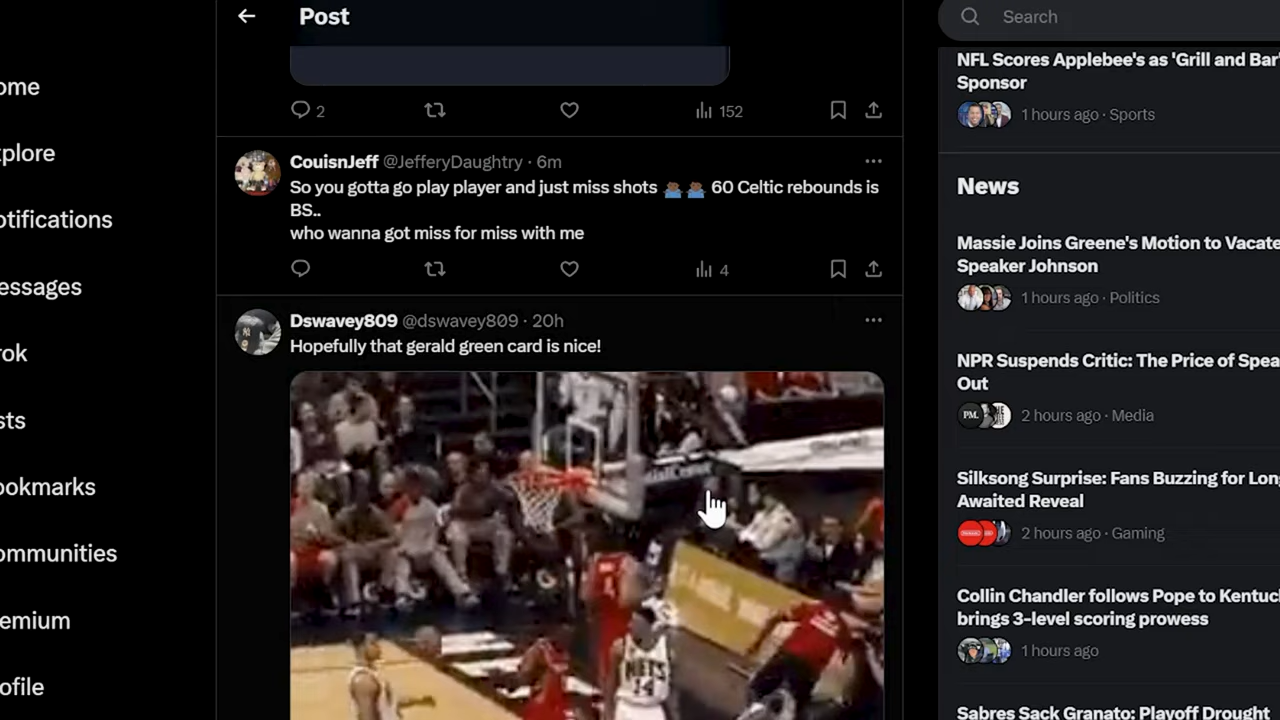 Post
Search
ome
xplore
otifications
essages
rok
sts
ookmarks
ommunities
emium
ofile
2
152
CouisnJeff @JefferyDaughtry · 6m
So you gotta go play player and just miss shots 🤷🏾 🤷🏾 60 Celtic rebounds is
BS..
who wanna got miss for miss with me
4
Dswavey809 @dswavey809 · 20h
Hopefully that gerald green card is nice!
NETS
NFL Scores Applebee's as 'Grill and Bar'
Sponsor
1 hours ago · Sports
News
Massie Joins Greene's Motion to Vacate
Speaker Johnson
1 hours ago · Politics
NPR Suspends Critic: The Price of Spea
Out
PM.
2 hours ago · Media
Silksong Surprise: Fans Buzzing for Lon
Awaited Reveal
2 hours ago · Gaming
Collin Chandler follows Pope to Kentuc
brings 3-level scoring prowess
1 hours ago
Sabres Sack Granato: Playoff Drought